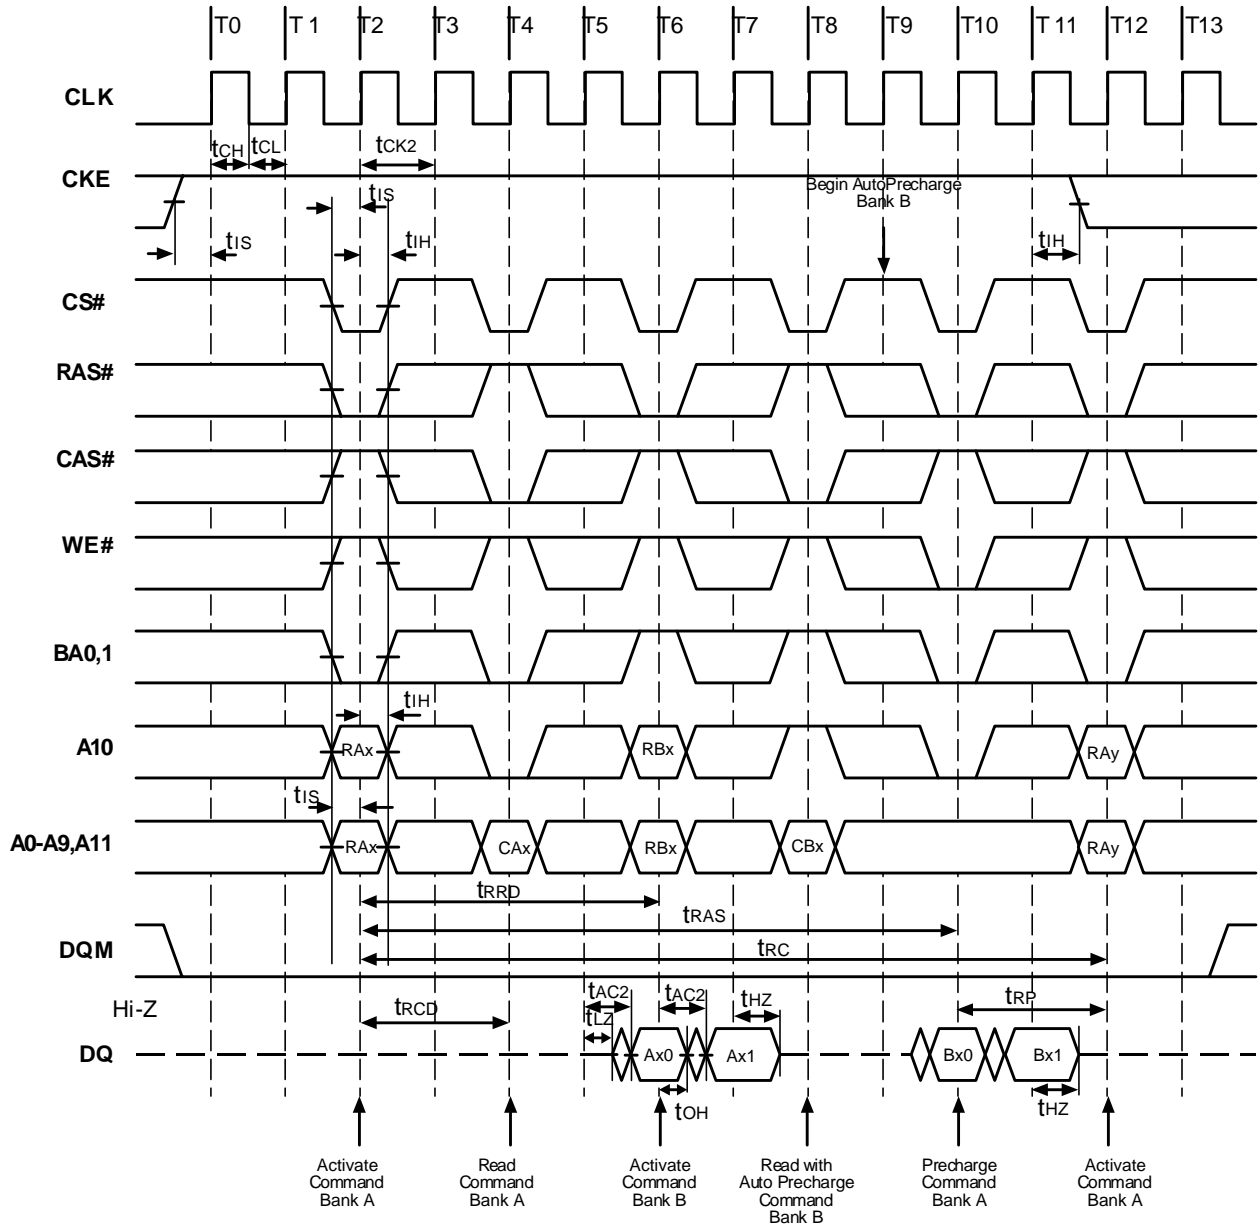 T0 T 1 T2 T3 T4 T5 T6 T7 T8 T9 T10 T 11 T12 T13
CLK
tCH tCL tCK2
CKE
Begin AutoPrecharge
Bank B
tIS
tIS
tIH
tIH
CS#
RAS#
CAS#
WE#
BA0,1
tIH
A10
RAx RBx RAy
tIS
A0-A9,A11
RAx CAx RBx CBx RAy
tRRD
tRAS
DQM
tRC
Hi-Z
tRCD
tAC2 tAC2 tHZ
tRP
tLZ
DQ
Ax0 Ax1 Bx0 Bx1
tOH
tHZ
Activate
Command
Bank A
Read
Command
Bank A
Activate
Command
Bank B
Read with
Auto Precharge
Command
Bank B
Precharge
Command
Bank A
Activate
Command
Bank A